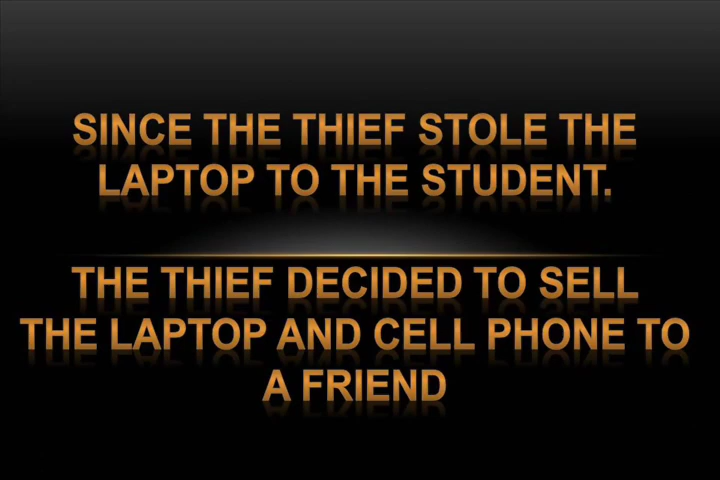 SINCE THE THIEF STOLE THE
LAPTOP TO THE STUDENT.
THE THIEF DECIDED TO SELL
THE LAPTOP AND CELL PHONE TO
A FRIEND